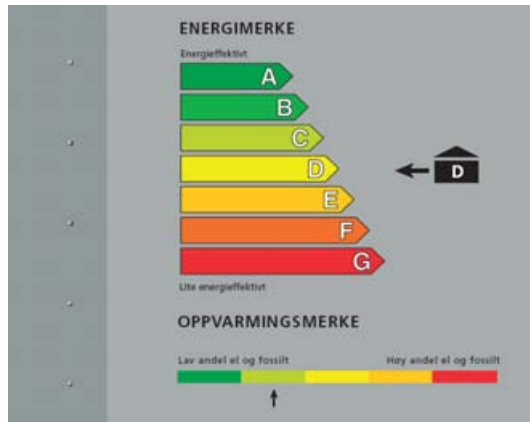 ENERGIMERKE
Energieffektivt
A
B
C
D
D
E
F
G
Lite energieffektivt
OPPVARMINGSMERKE
Lav andel el og fossilt Høy andel el og fossilt